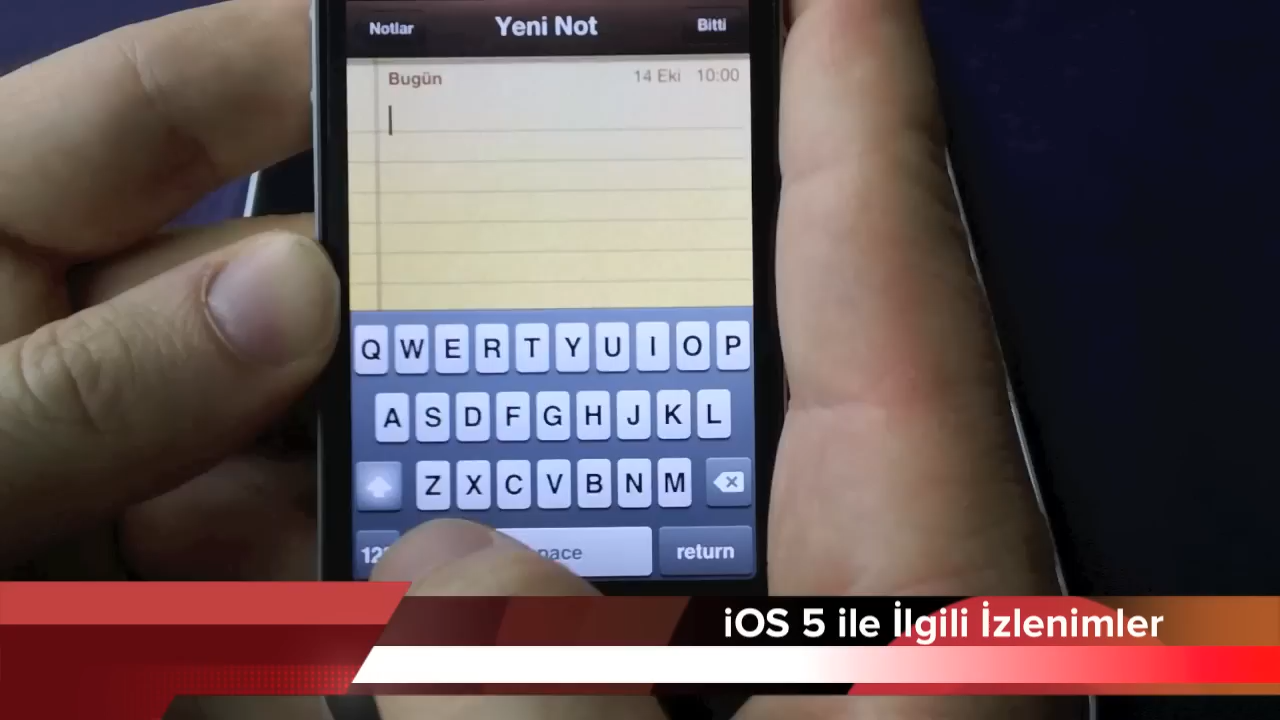 Notlar Yeni Not Bitti
Bugün 14 Eki 10:00
Q W E R T Y U I O P
A S D F G H J K L
Z X C V B N M
return
iOS 5 ile İlgili İzlenimler